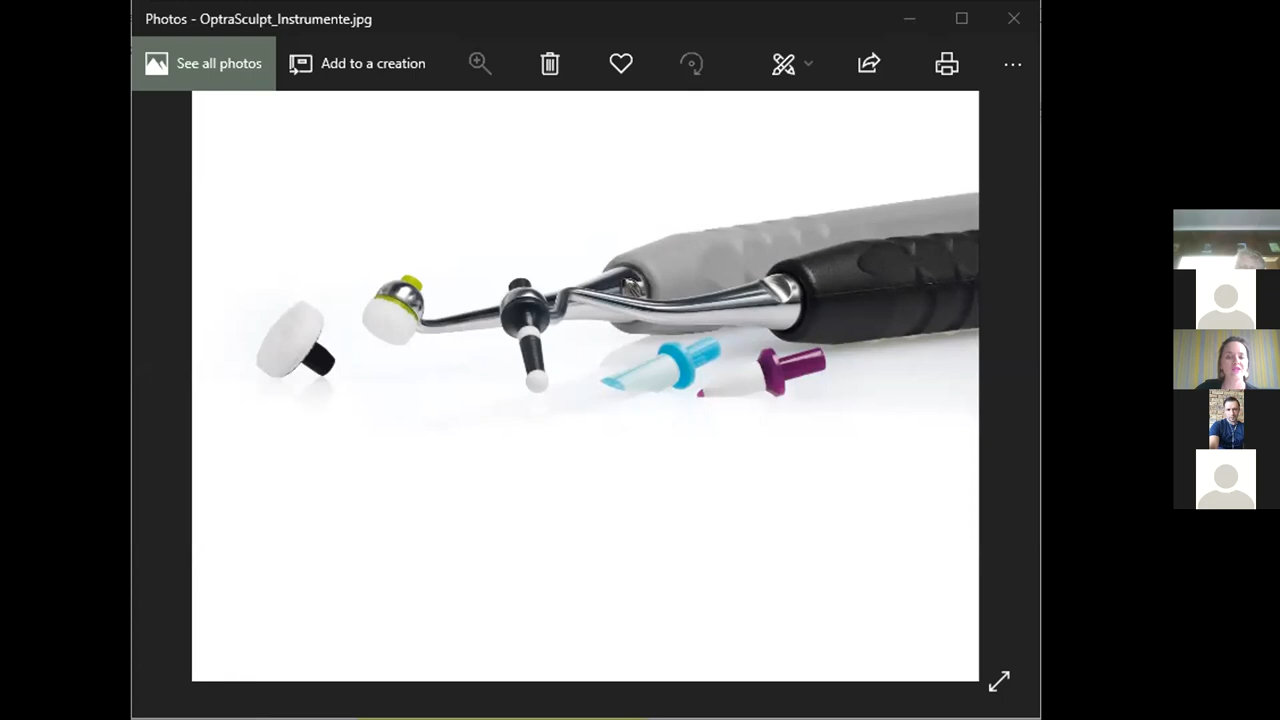 Photos - OptraSculpt_Instrumente.jpg
See all photos
Add to a creation